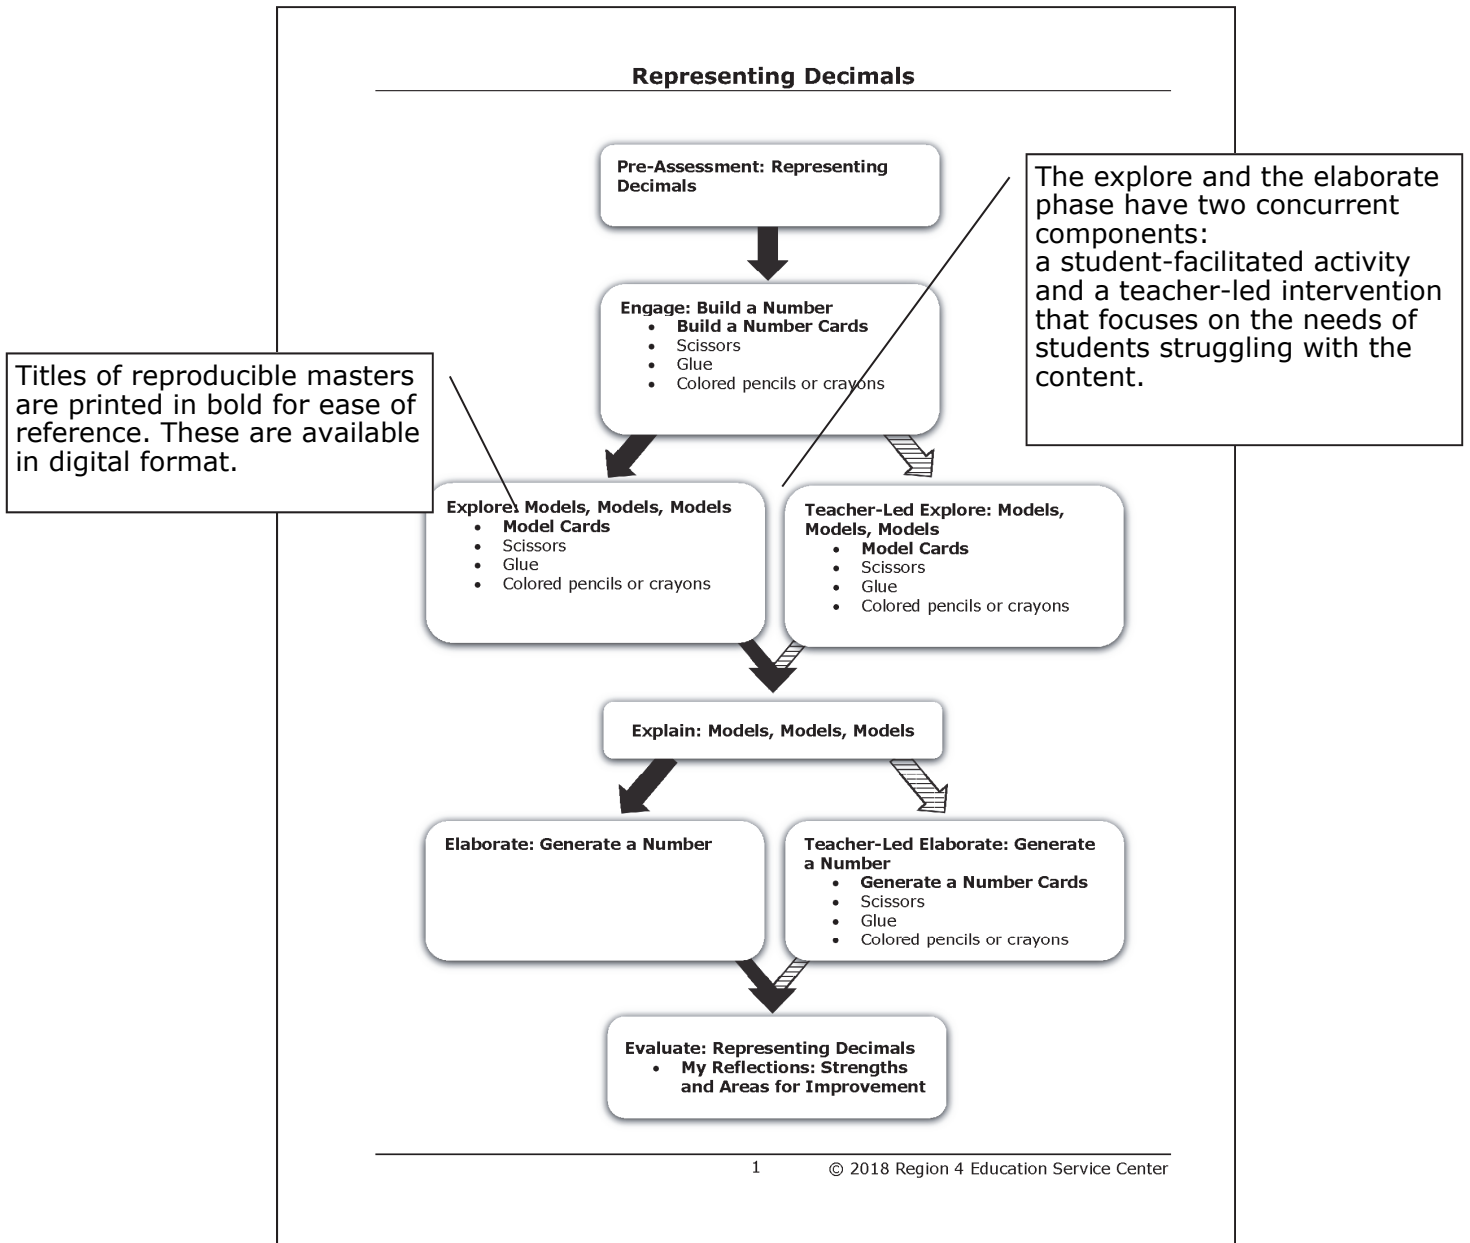 Representing Decimals
Pre-Assessment: Representing
Decimals
The explore and the elaborate
phase have two concurrent
components:
a student-facilitated activity
and a teacher-led intervention
that focuses on the needs of
students struggling with the
content.
Engage: Build a Number
• Build a Number Cards
• Scissors
• Glue
• Colored pencils or crayons
Titles of reproducible masters
are printed in bold for ease of
reference. These are available
in digital format.
Explore: Models, Models, Models
• Model Cards
• Scissors
• Glue
• Colored pencils or crayons
Teacher-Led Explore: Models,
Models, Models
• Model Cards
• Scissors
• Glue
• Colored pencils or crayons
Explain: Models, Models, Models
Elaborate: Generate a Number
Teacher-Led Elaborate: Generate
a Number
• Generate a Number Cards
• Scissors
• Glue
• Colored pencils or crayons
Evaluate: Representing Decimals
• My Reflections: Strengths
and Areas for Improvement
1 © 2018 Region 4 Education Service Center